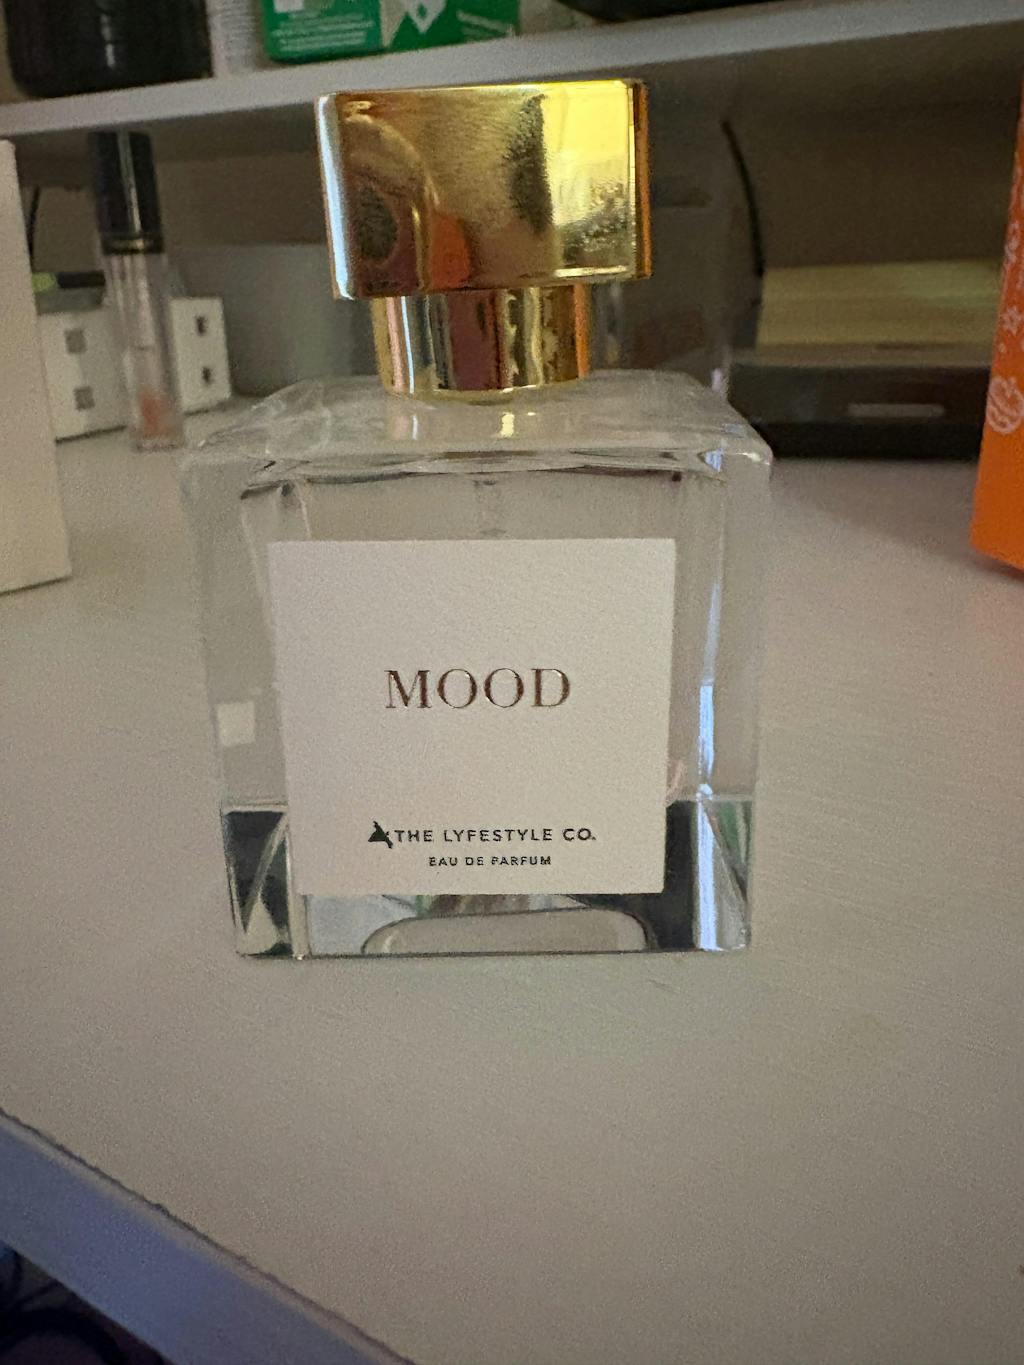 MOOD
THE LYFESTYLE CO.
EAU DE PARFUM